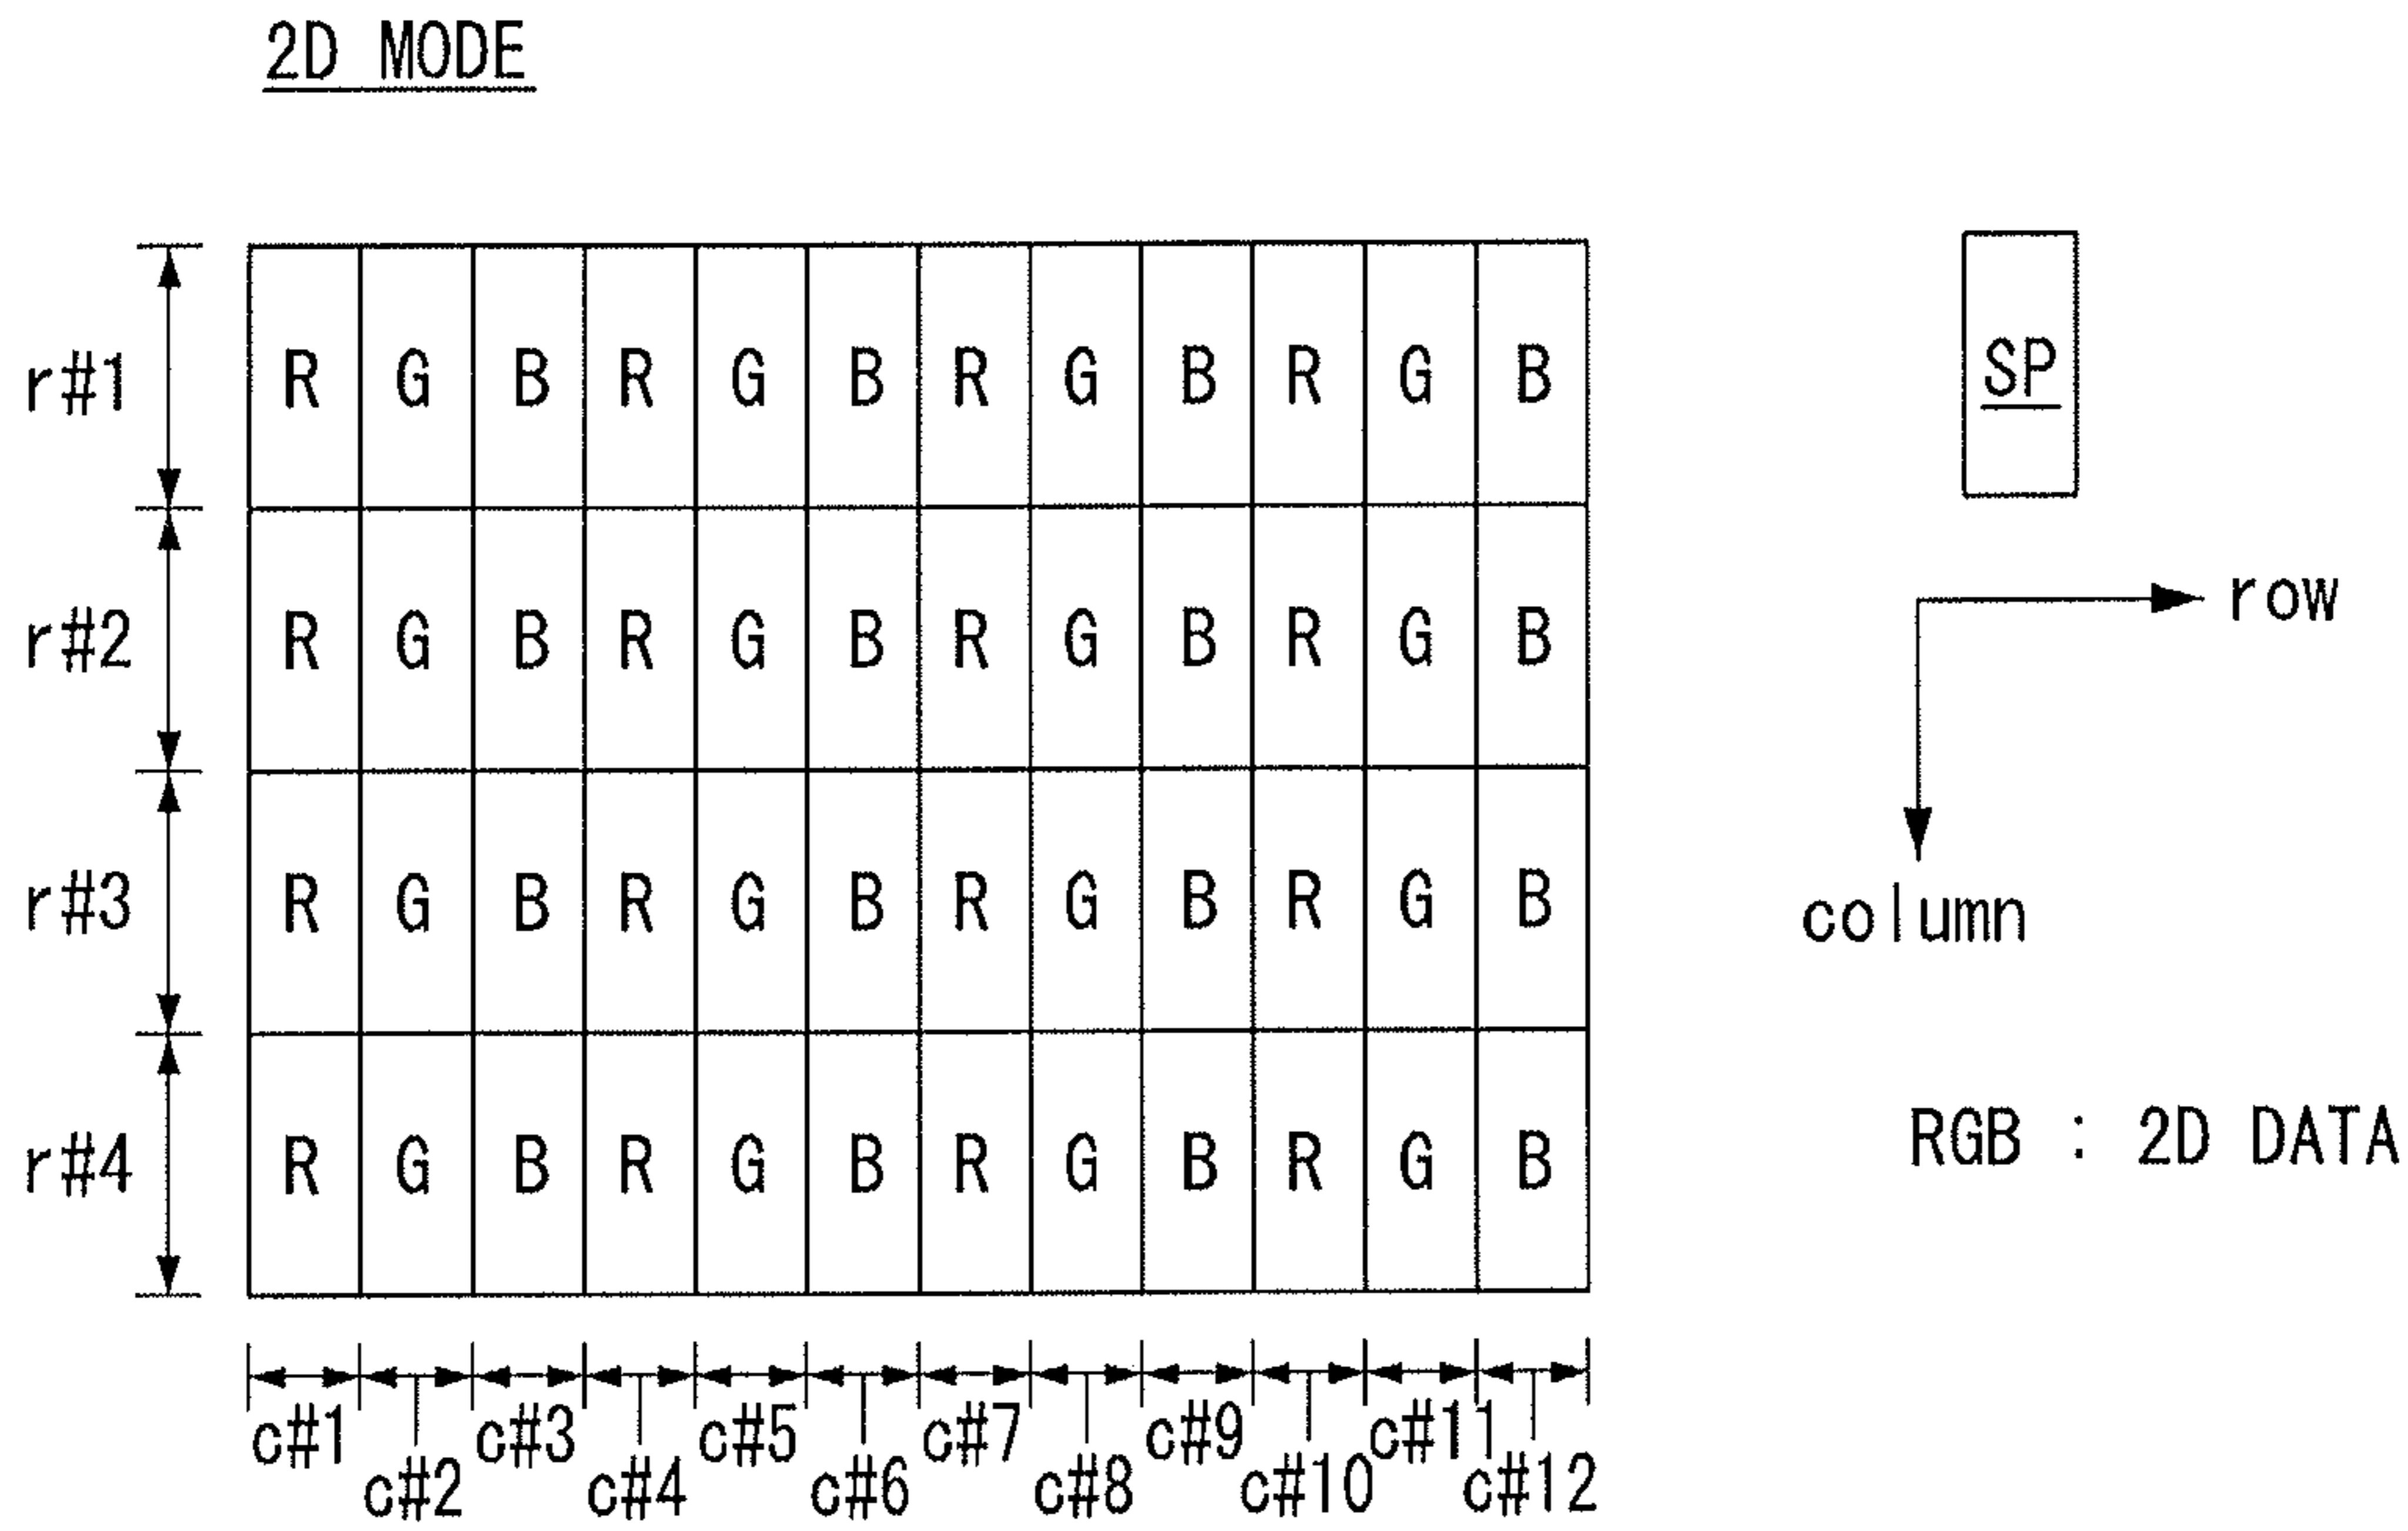 2D MODE
r#1 R G B R G B R G B R G B SP
r#2 R G B R G B R G B R G B row
r#3 R G B R G B R G B R G B column
r#4 R G B R G B R G B R G B RGB : 2D DATA
c#1 c#3 c#5 c#7 c#9 c#11
c#2 c#4 c#6 c#8 c#10 c#12